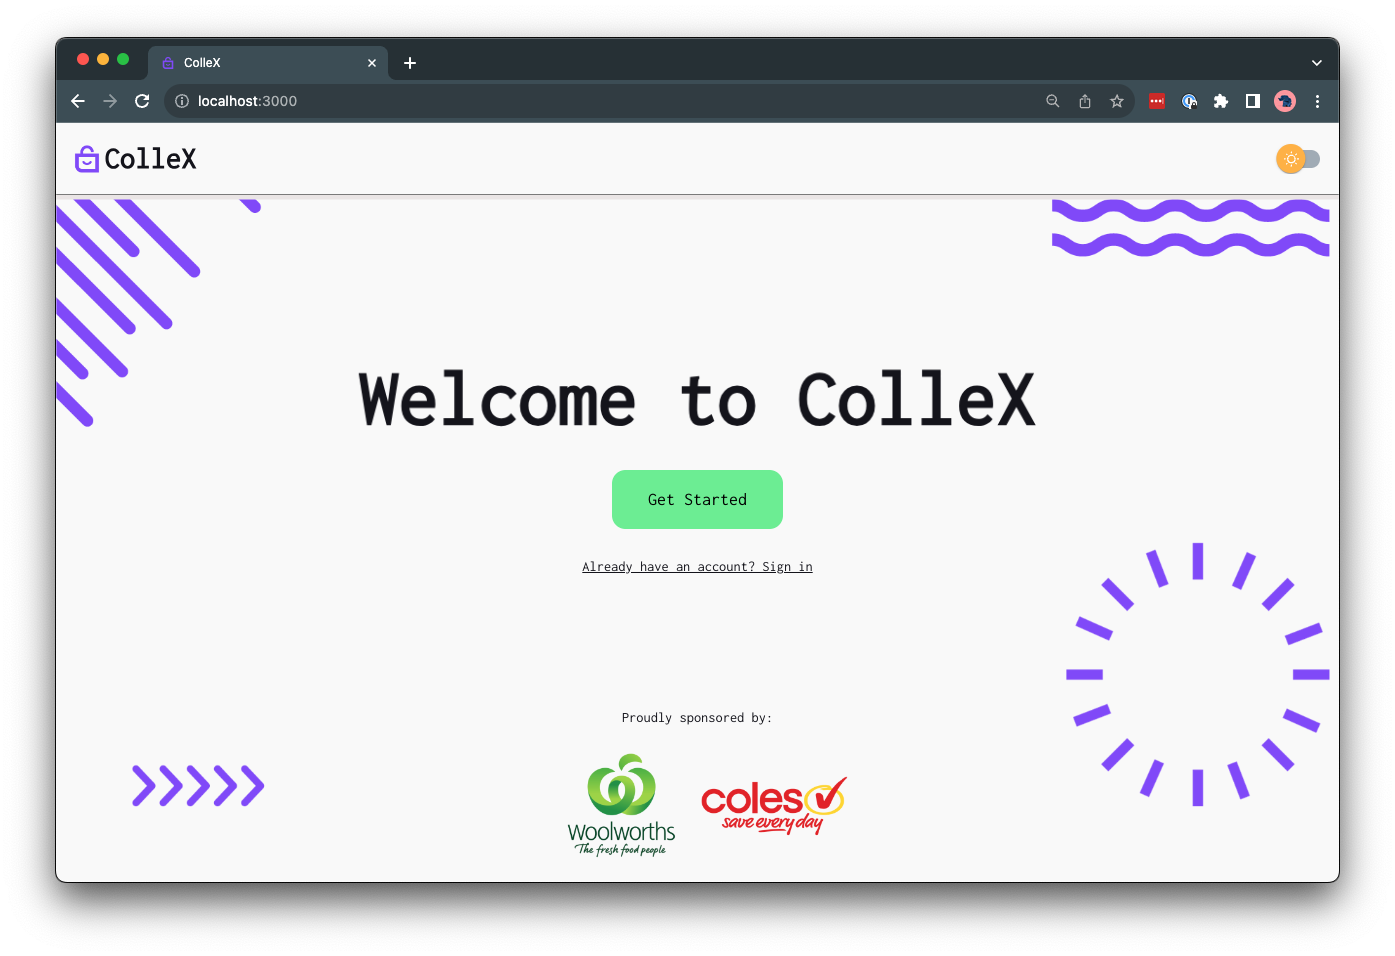 ColleX
localhost:3000
ColleX
Welcome to ColleX
Get Started
Already have an account? Sign in
Proudly sponsored by:
Woolworths
The fresh food people
coles
save every day